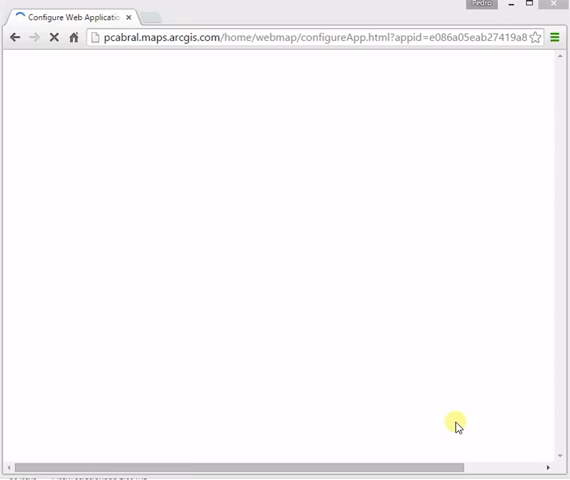 Pedro
Configure Web Applicatio
pcabral.maps.arcgis.com/home/webmap/configureApp.html?appid=e086a05eab27419a8